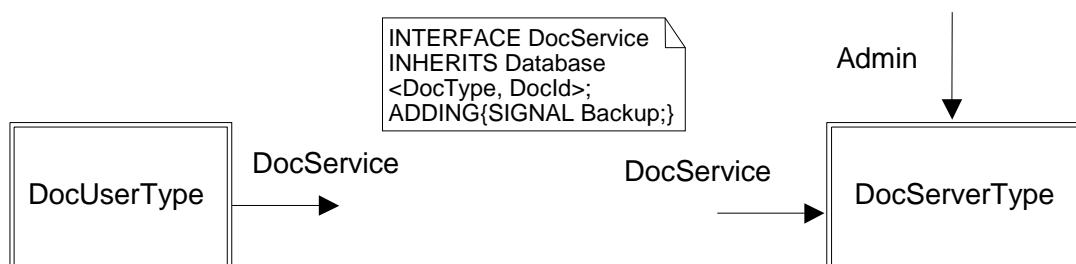 INTERFACE DocService
INHERITS Database
<DocType, DocId>;
ADDING{SIGNAL Backup;}
Admin
DocUserType
DocService
DocService
DocServerType